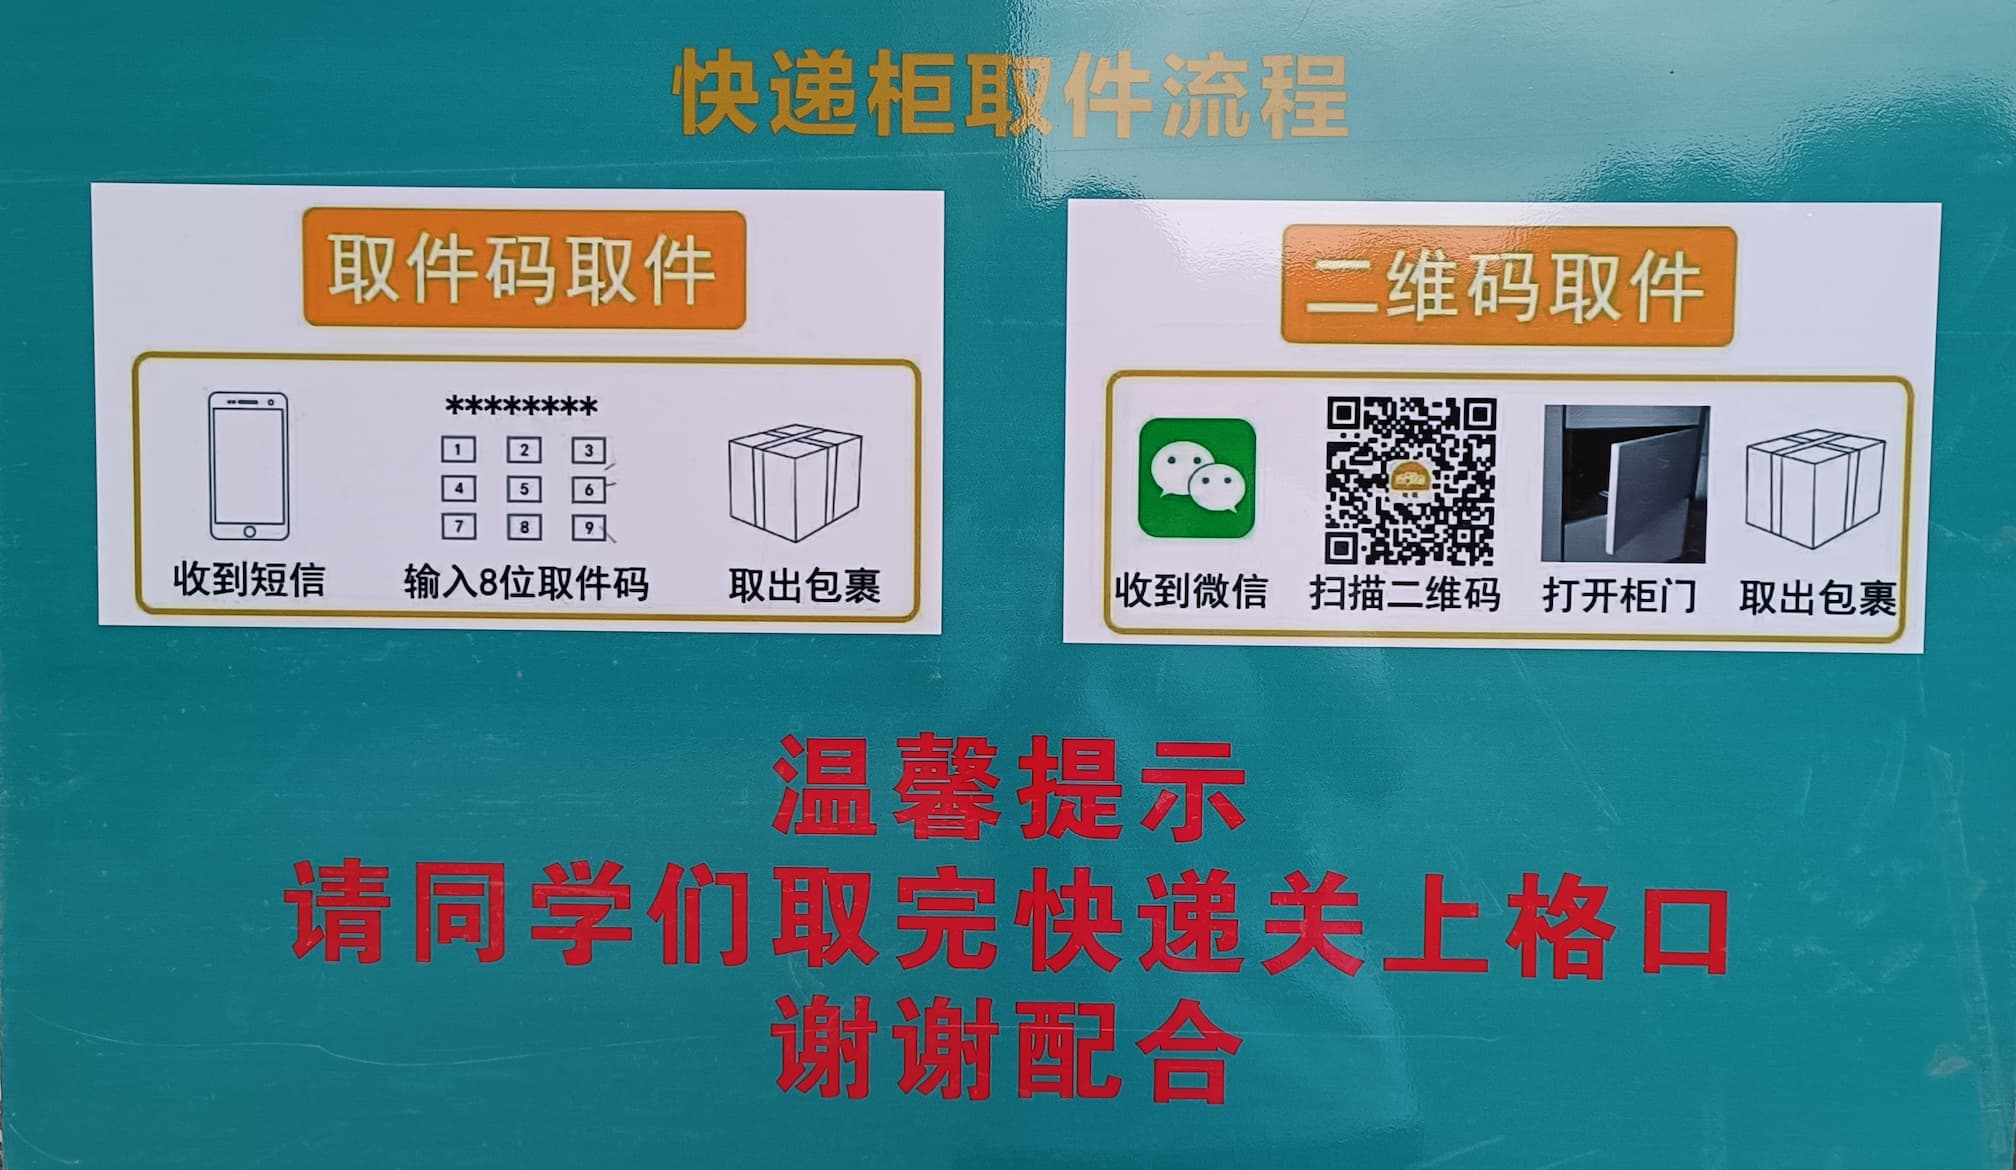 快递柜取件流程
取件码取件
********
1 2 3
4 5 6
7 8 9
收到短信 输入8位取件码 取出包裹
二维码取件
收到微信 扫描二维码 打开柜门 取出包裹
温馨提示
请同学们取完快递关上格口
谢谢配合